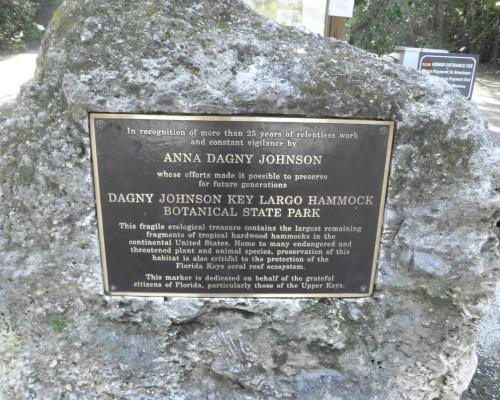 In recognition of more than 25 years of relentless work
and constant vigilance by
ANNA DAGNY JOHNSON
whose efforts made it possible to preserve
for future generations
DAGNY JOHNSON KEY LARGO HAMMOCK
BOTANICAL STATE PARK
This fragile ecological treasure contains the largest remaining
fragments of tropical hardwood hammocks in the
continental United States. Home to many endangered and
threatened plant and animal species, preservation of this
habitat is also critical to the protection of the
Florida Keys coral reef ecosystem.
This marker is dedicated on behalf of the grateful
citizens of Florida, particularly those of the Upper Keys.
HONOR ENTRANCE FEE